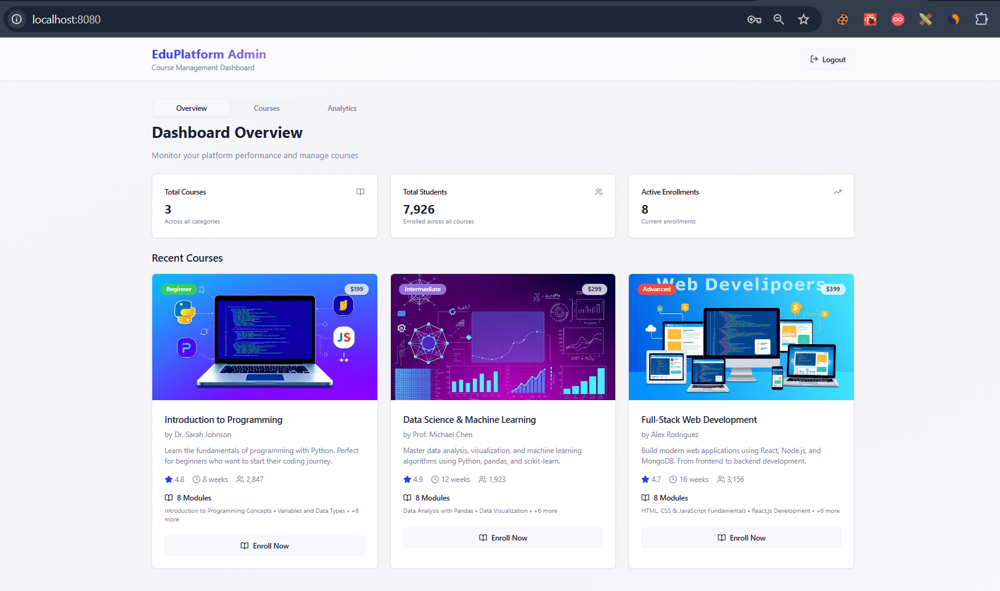 localhost:8080
EduPlatform Admin
Course Management Dashboard
Logout
Overview
Courses
Analytics
Dashboard Overview
Monitor your platform performance and manage courses
Total Courses
3
Across all categories
Total Students
7,926
Enrolled across all courses
Active Enrollments
8
Current enrollments
Recent Courses
Beginner
$199
JS
Introduction to Programming
by Dr. Sarah Johnson
Learn the fundamentals of programming with Python. Perfect
for beginners who want to start their coding journey.
4.8
8 weeks
2,847
8 Modules
Introduction to Programming Concepts • Variables and Data Types • +6
more
Enroll Now
Intermediate
$299
Data Science & Machine Learning
by Prof. Michael Chen
Master data analysis, visualization, and machine learning
algorithms using Python, pandas, and scikit-learn.
4.9
12 weeks
1,923
8 Modules
Data Analysis with Pandas • Data Visualization • +6 more
Enroll Now
Web Develipoers
Advanced
$399
Full-Stack Web Development
by Alex Rodriguez
Build modern web applications using React, Node.js, and
MongoDB. From frontend to backend development.
4.7
16 weeks
3,156
8 Modules
HTML, CSS & JavaScript Fundamentals • React.js Development • +6 more
Enroll Now